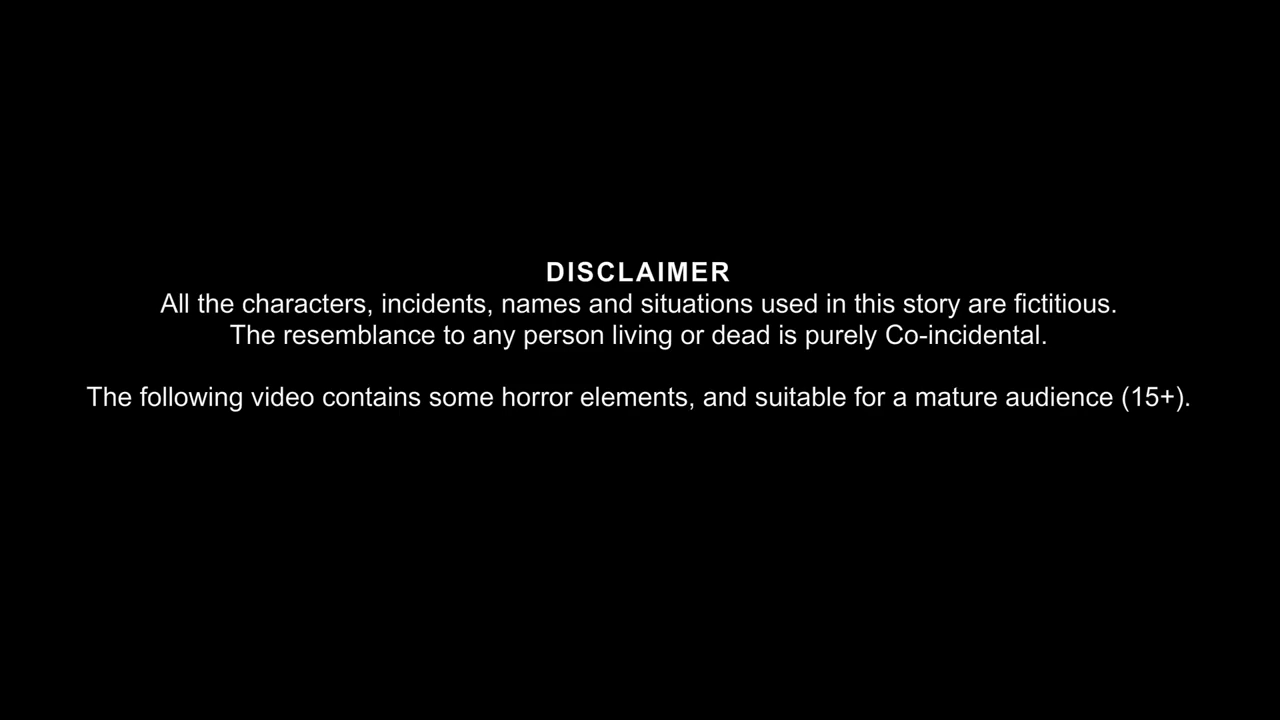 DISCLAIMER
All the characters, incidents, names and situations used in this story are fictitious.
The resemblance to any person living or dead is purely Co-incidental.
The following video contains some horror elements, and suitable for a mature audience (15+).